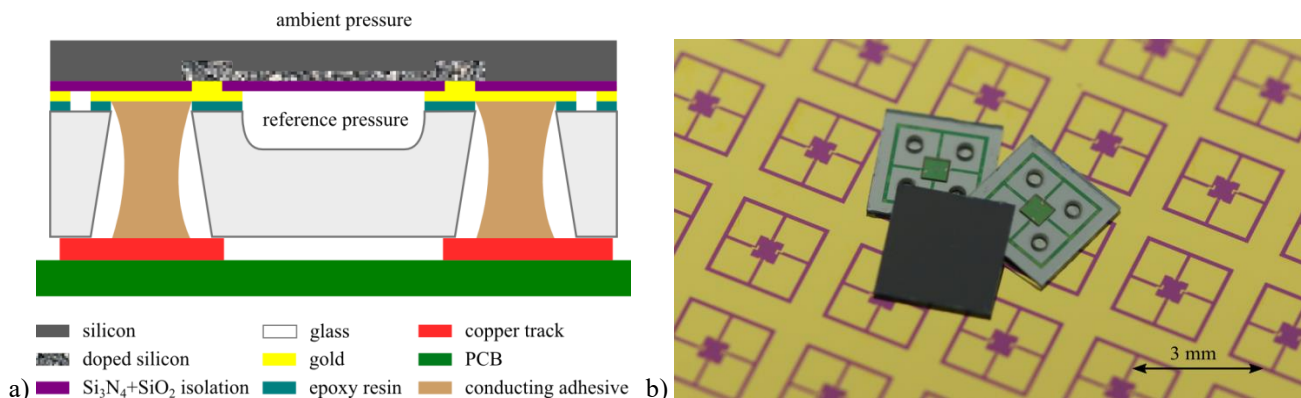 ambient pressure
reference pressure
silicon
glass
copper track
doped silicon
gold
PCB
a)
Si₃N₄+SiO₂ isolation
epoxy resin
conducting adhesive
b)
3 mm